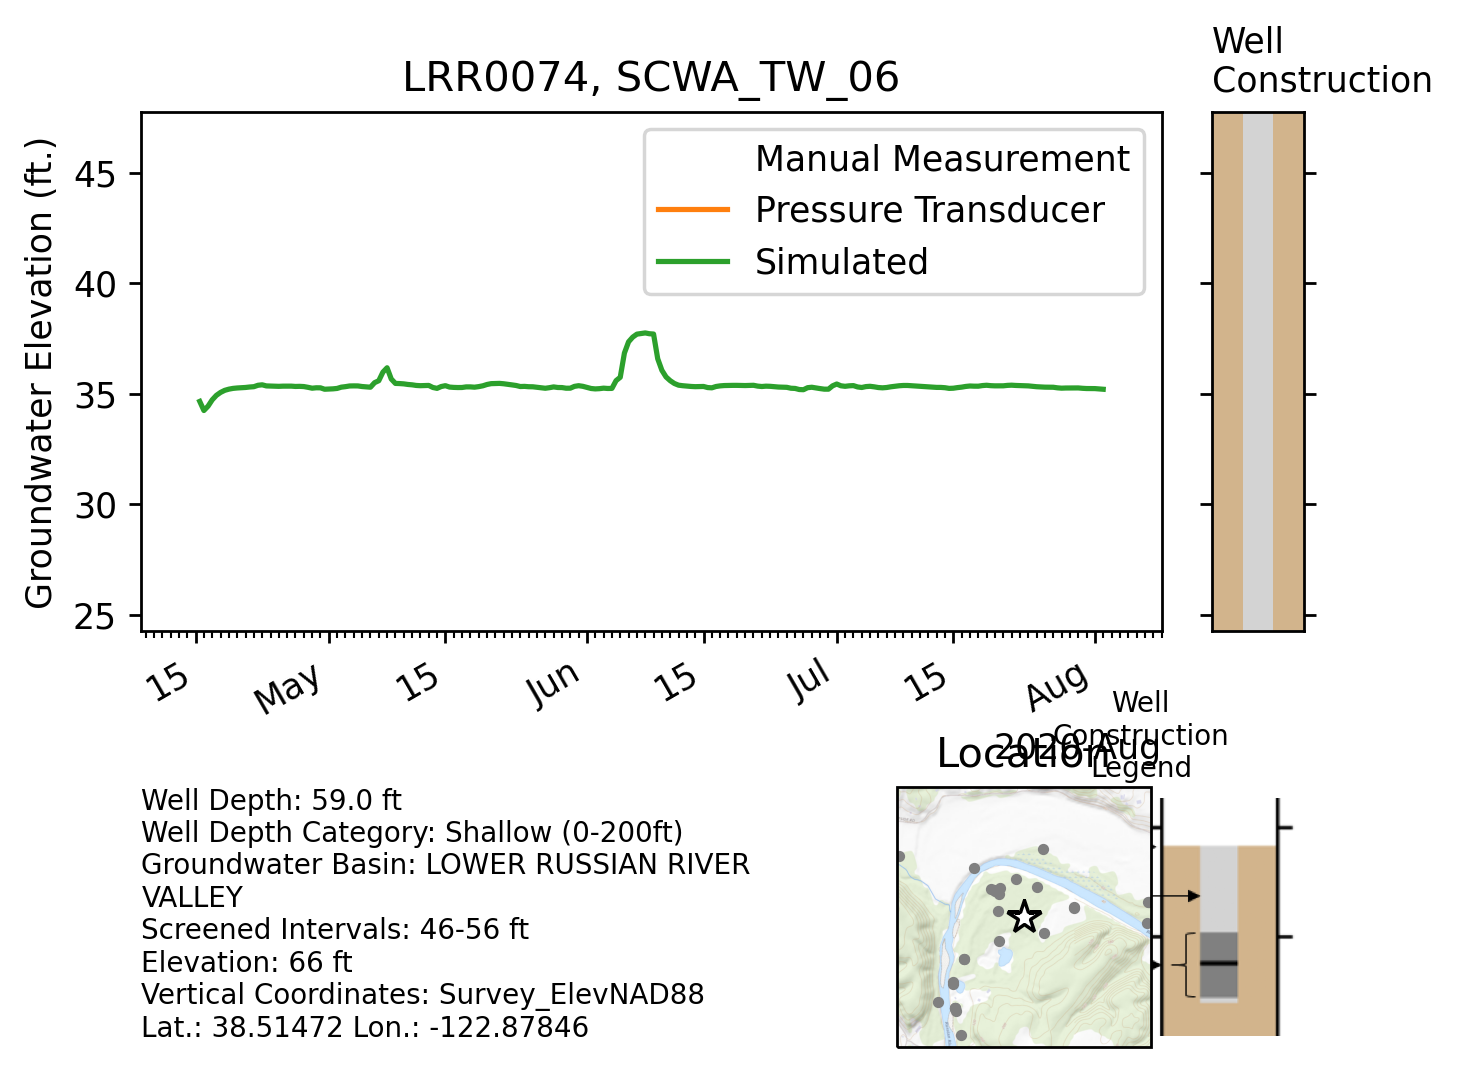 Well
Construction
LRR0074, SCWA_TW_06
Groundwater Elevation (ft.)
45
40
35
30
25
Manual Measurement
Pressure Transducer
Simulated
15
May
15
Jun
15
Jul
15
Aug
2020-Aug
Location
Well
Construction
Legend
Well Depth: 59.0 ft
Well Depth Category: Shallow (0-200ft)
Groundwater Basin: LOWER RUSSIAN RIVER
VALLEY
Screened Intervals: 46-56 ft
Elevation: 66 ft
Vertical Coordinates: Survey_ElevNAD88
Lat.: 38.51472 Lon.: -122.87846